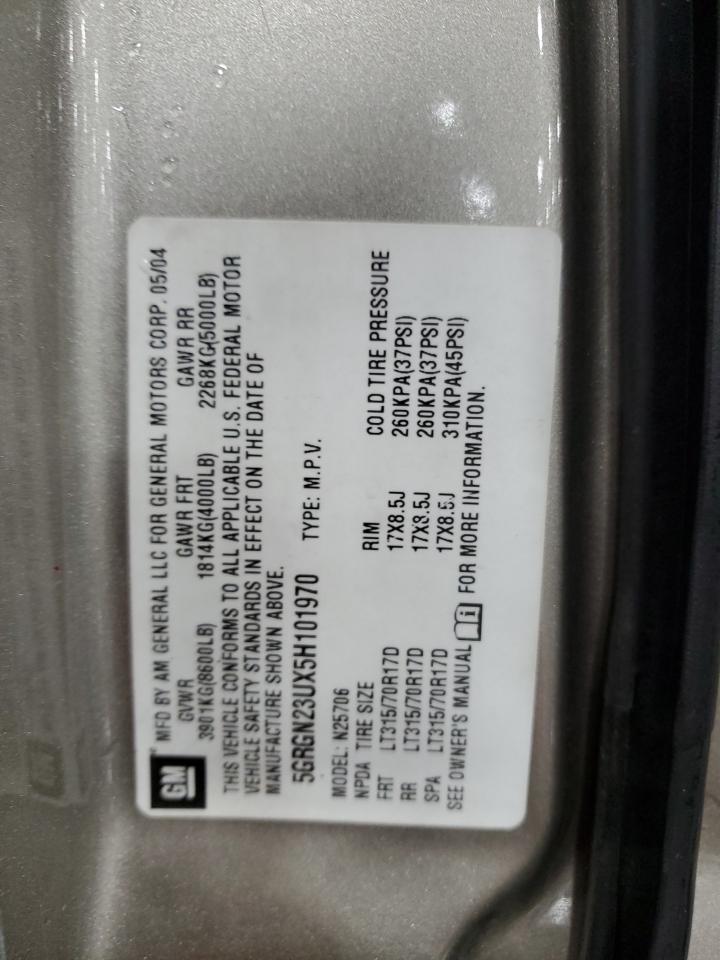 GM MFD BY AM GENERAL LLC FOR GENERAL MOTORS CORP. 05/04
GVWR GAWR FRT GAWR RR
3901KG(8600LB) 1814KG(4000LB) 2268KG(5000LB)
THIS VEHICLE CONFORMS TO ALL APPLICABLE U.S. FEDERAL MOTOR
VEHICLE SAFETY STANDARDS IN EFFECT ON THE DATE OF
MANUFACTURE SHOWN ABOVE.
5GRGN23UX5H101970 TYPE: M.P.V.
MODEL: N25706
NPDA TIRE SIZE RIM COLD TIRE PRESSURE
FRT LT315/70R17D 17X8.5J 260KPA(37PSI)
RR LT315/70R17D 17X8.5J 260KPA(37PSI)
SPA LT315/70R17D 17X8.5J 310KPA(45PSI)
SEE OWNER'S MANUAL FOR MORE INFORMATION.